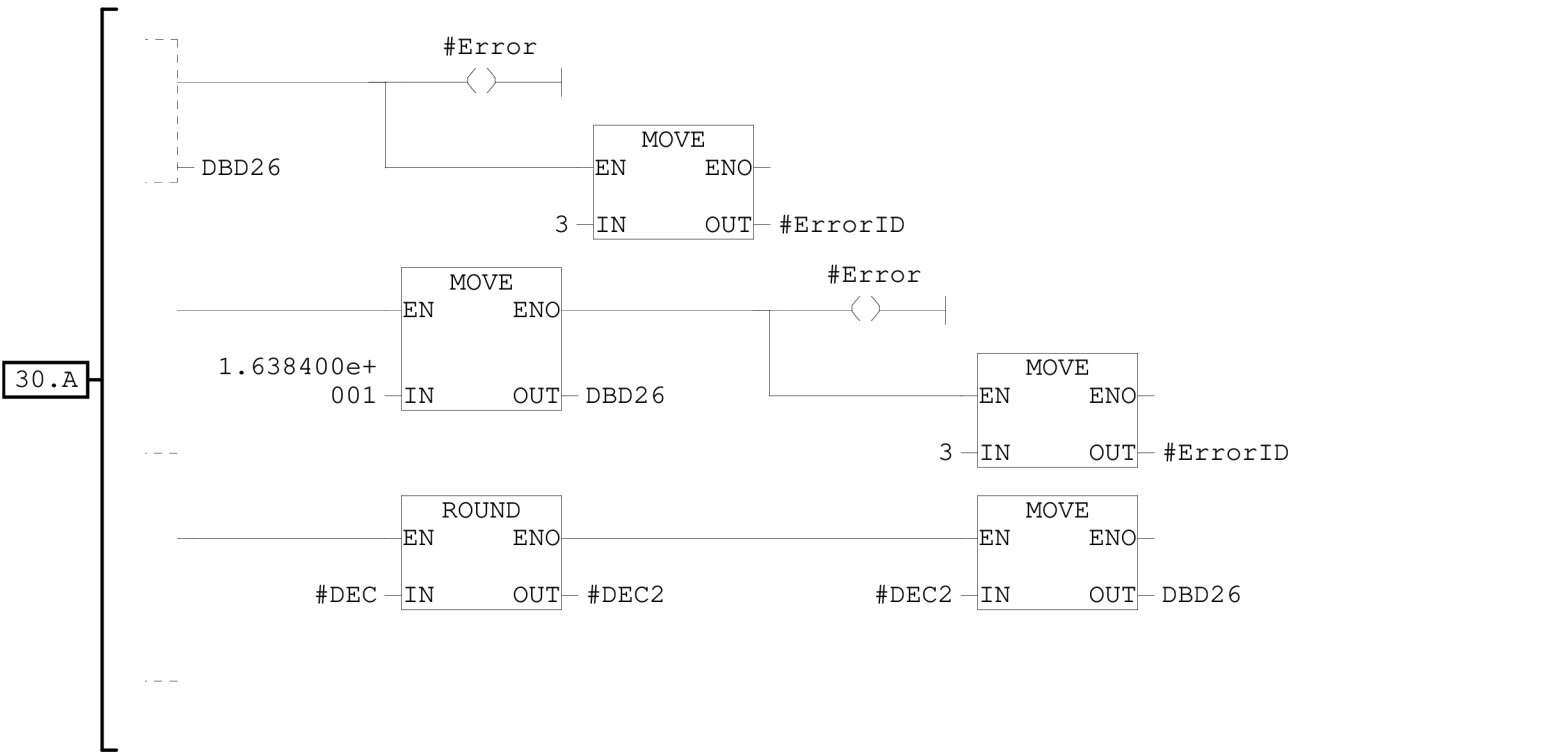 #Error
MOVE
DBD26
EN ENO
3 IN OUT #ErrorID
MOVE
#Error
EN ENO
1.638400e+
MOVE
30.A
001 IN OUT DBD26
EN ENO
3 IN OUT #ErrorID
ROUND
MOVE
EN ENO
EN ENO
#DEC IN OUT #DEC2
#DEC2 IN OUT DBD26